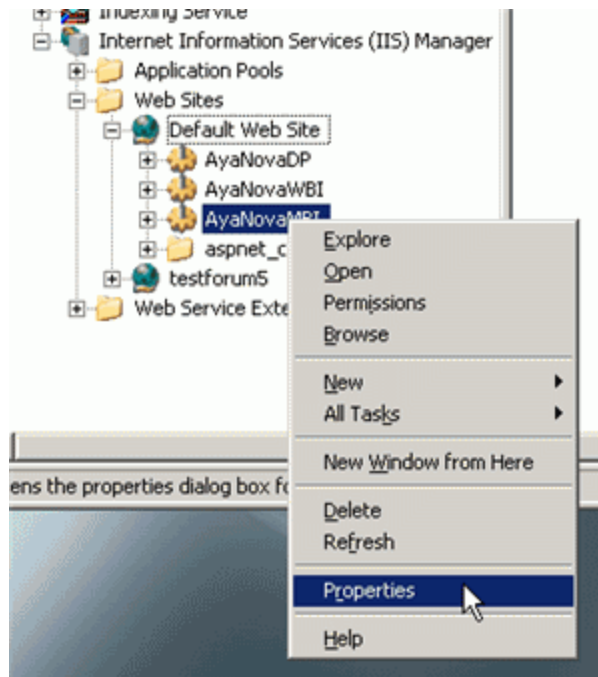 Indexing Service
Internet Information Services (IIS) Manager
Application Pools
Web Sites
Default Web Site
AyaNovaDP
AyaNovaWBI
AyaNovaMBI
aspnet_c
testforum5
Web Service Exte
ens the properties dialog box fo
Explore
Open
Permissions
Browse
New
All Tasks
New Window from Here
Delete
Refresh
Properties
Help